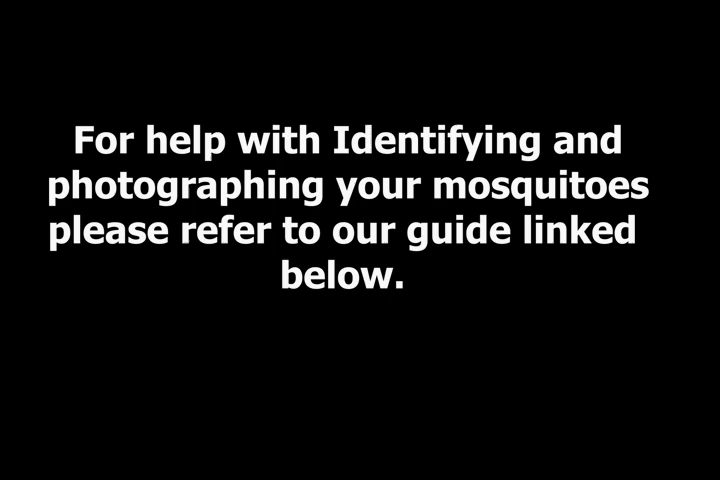 For help with Identifying and
photographing your mosquitoes
please refer to our guide linked
below.